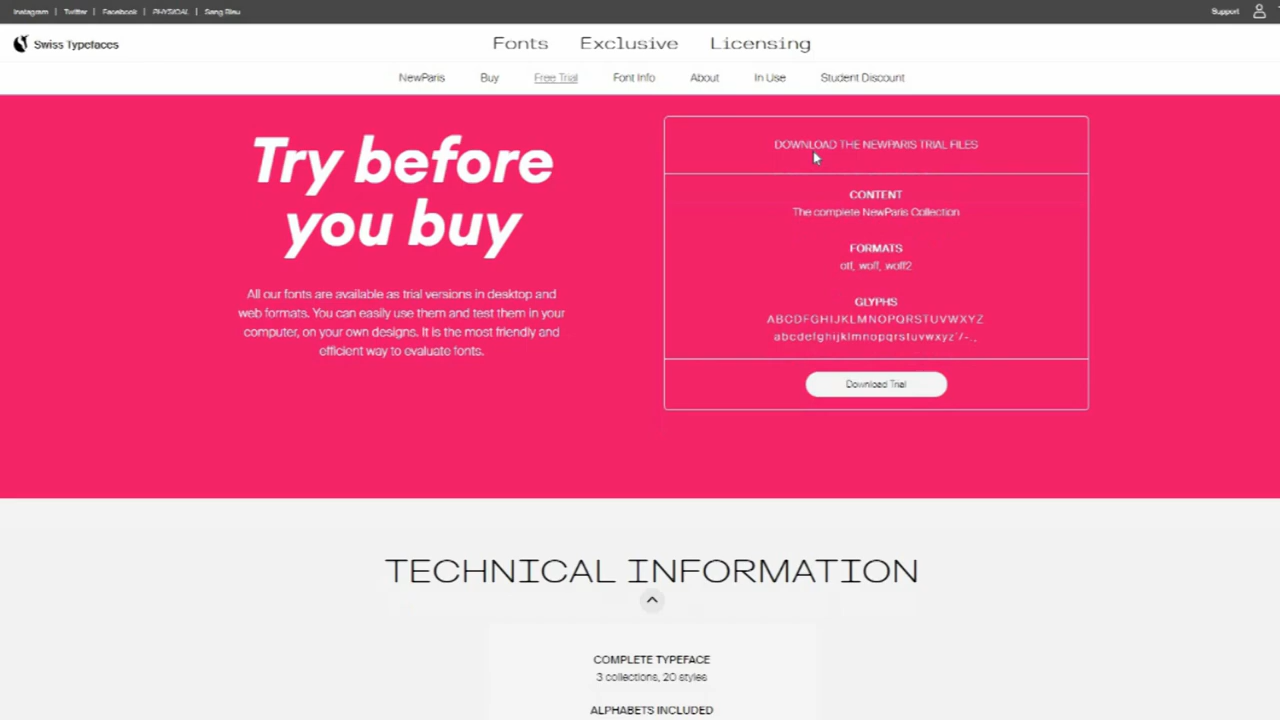 Instagram | Twitter | Facebook | PHYSICAL | Sang Bleu
Support
Swiss Typefaces
Fonts Exclusive Licensing
NewParis Buy Free Trial Font Info About In Use Student Discount
Try before
you buy
All our fonts are available as trial versions in desktop and
web formats. You can easily use them and test them in your
computer, on your own designs. It is the most friendly and
efficient way to evaluate fonts.
DOWNLOAD THE NEWPARIS TRIAL FILES
CONTENT
The complete NewParis Collection
FORMATS
otf, woff, woff2
GLYPHS
ABCDFGHIJKLMNOPQRSTUVWXYZ
abcdefghijklmnopqrstuvwxyz'/-.,
Download Trial
TECHNICAL INFORMATION
COMPLETE TYPEFACE
3 collections, 20 styles
ALPHABETS INCLUDED